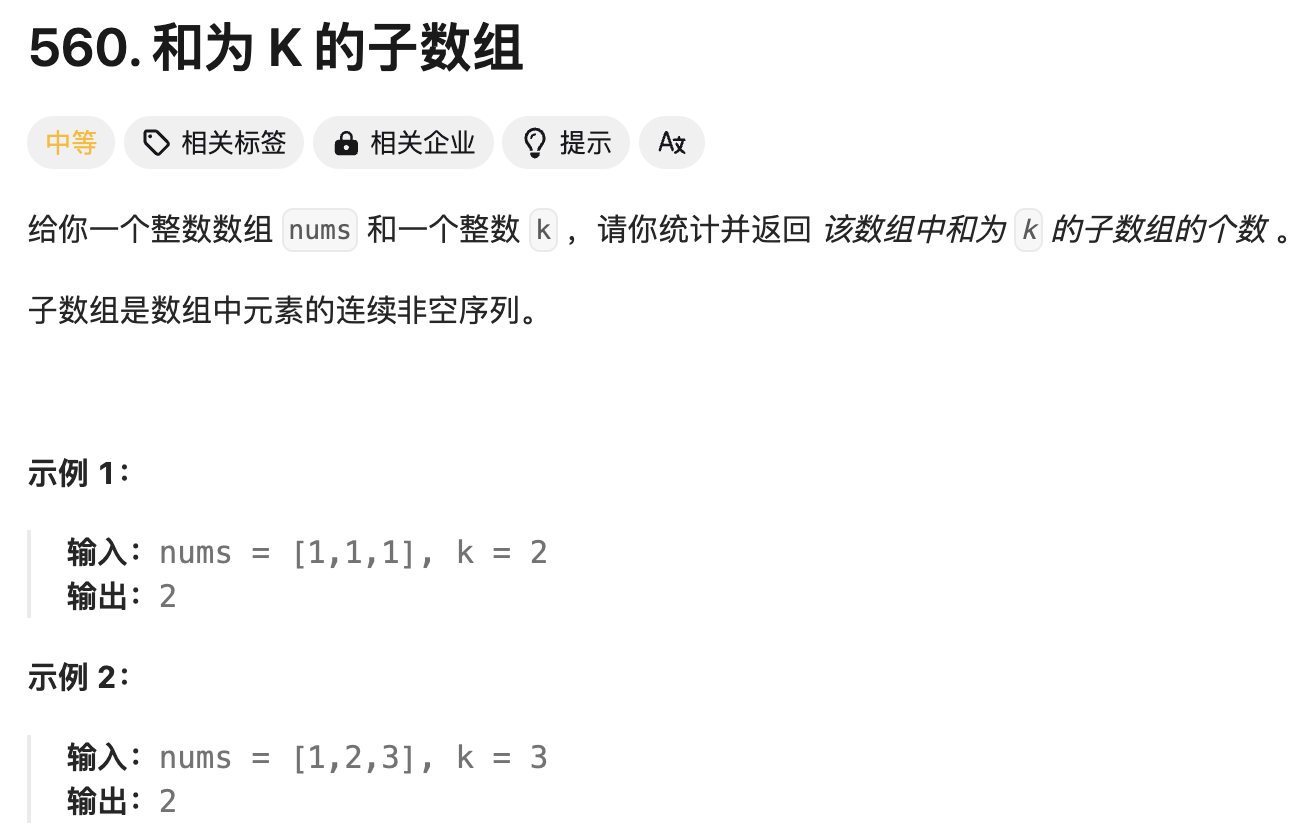 560. 和为 K 的子数组
中等 相关标签 相关企业 提示 A文
给你一个整数数组 nums 和一个整数 k ，请你统计并返回 该数组中和为 k 的子数组的个数 。
子数组是数组中元素的连续非空序列。
示例 1：
输入：nums = [1,1,1], k = 2
输出：2
示例 2：
输入：nums = [1,2,3], k = 3
输出：2